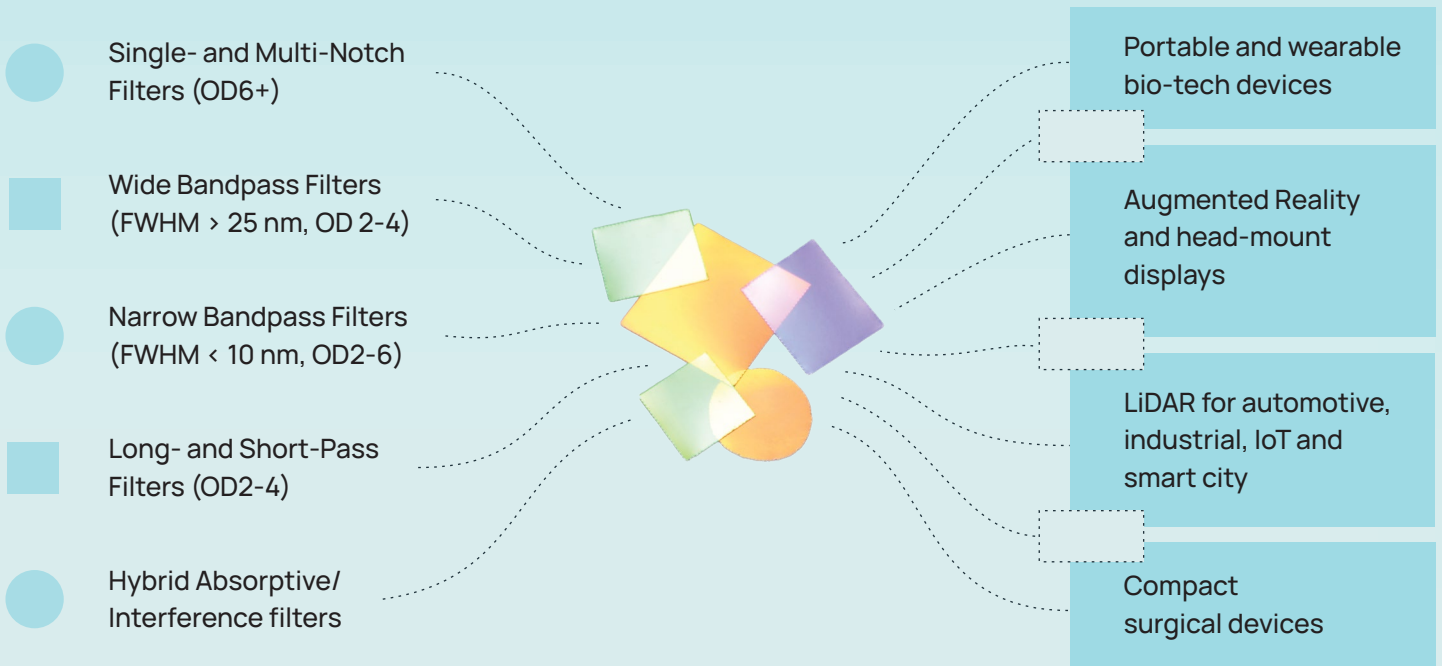 Single- and Multi-Notch
Filters (OD6+)
Wide Bandpass Filters
(FWHM > 25 nm, OD 2-4)
Narrow Bandpass Filters
(FWHM < 10 nm, OD2-6)
Long- and Short-Pass
Filters (OD2-4)
Hybrid Absorptive/
Interference filters
Portable and wearable
bio-tech devices
Augmented Reality
and head-mount
displays
LiDAR for automotive,
industrial, IoT and
smart city
Compact
surgical devices